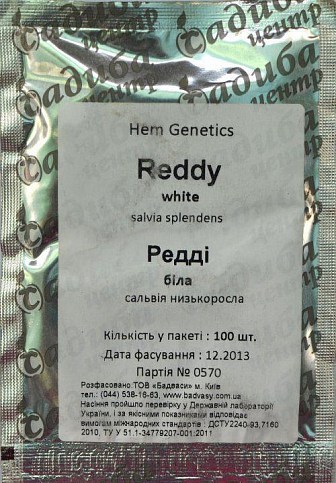 садиба центр
Hem Genetics
Reddy
white
salvia splendens
Редді
біла
сальвія низькоросла
Кількість у пакеті : 100 шт.
Дата фасування : 12.2013
Партія № 0570
Розфасовано ТОВ «Бадваси» м. Київ
тел.: (044) 538-16-63, www.badvasy.com.ua
Насіння пройшло перевірку у Державній лабораторії
України, і за якісними показниками відповідає
вимогам міжнародних стандартів : ДСТУ2240-93,7160
2010, ТУ У 51.1-34779207-001:2011